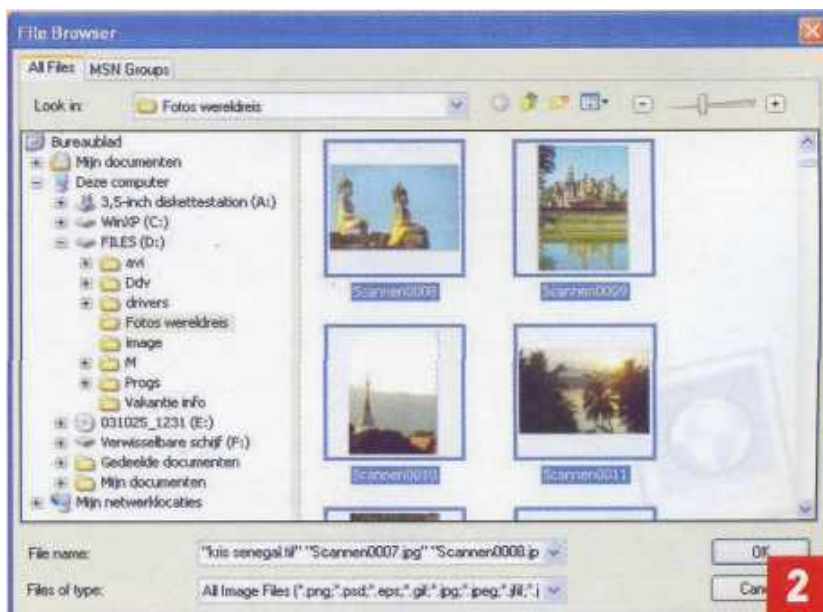 File Browser
All Files MSN Groups
Look in: Fotos wereldreis
Bureaublad
Mijn documenten
Deze computer
3,5-inch diskettestation (A:)
WinXP (C:)
FILES (D:)
avi
Ddv
drivers
Fotos wereldreis
image
M
Progs
Vakantie info
031025_1231 (E:)
Verwisselbare schijf (F:)
Gedeelde documenten
Mijn documenten
Mijn netwerklocaties
Scannen0008 Scannen0009
Scannen0010 Scannen0011
File name: "kris senegal.tif" "Scannen0007.jpg" "Scannen0008.jp
OK
Files of type: All Image Files (*.png;*.psd;*.eps;*.gif;*.jpg;*.jpeg;*.jfif;*.j
2